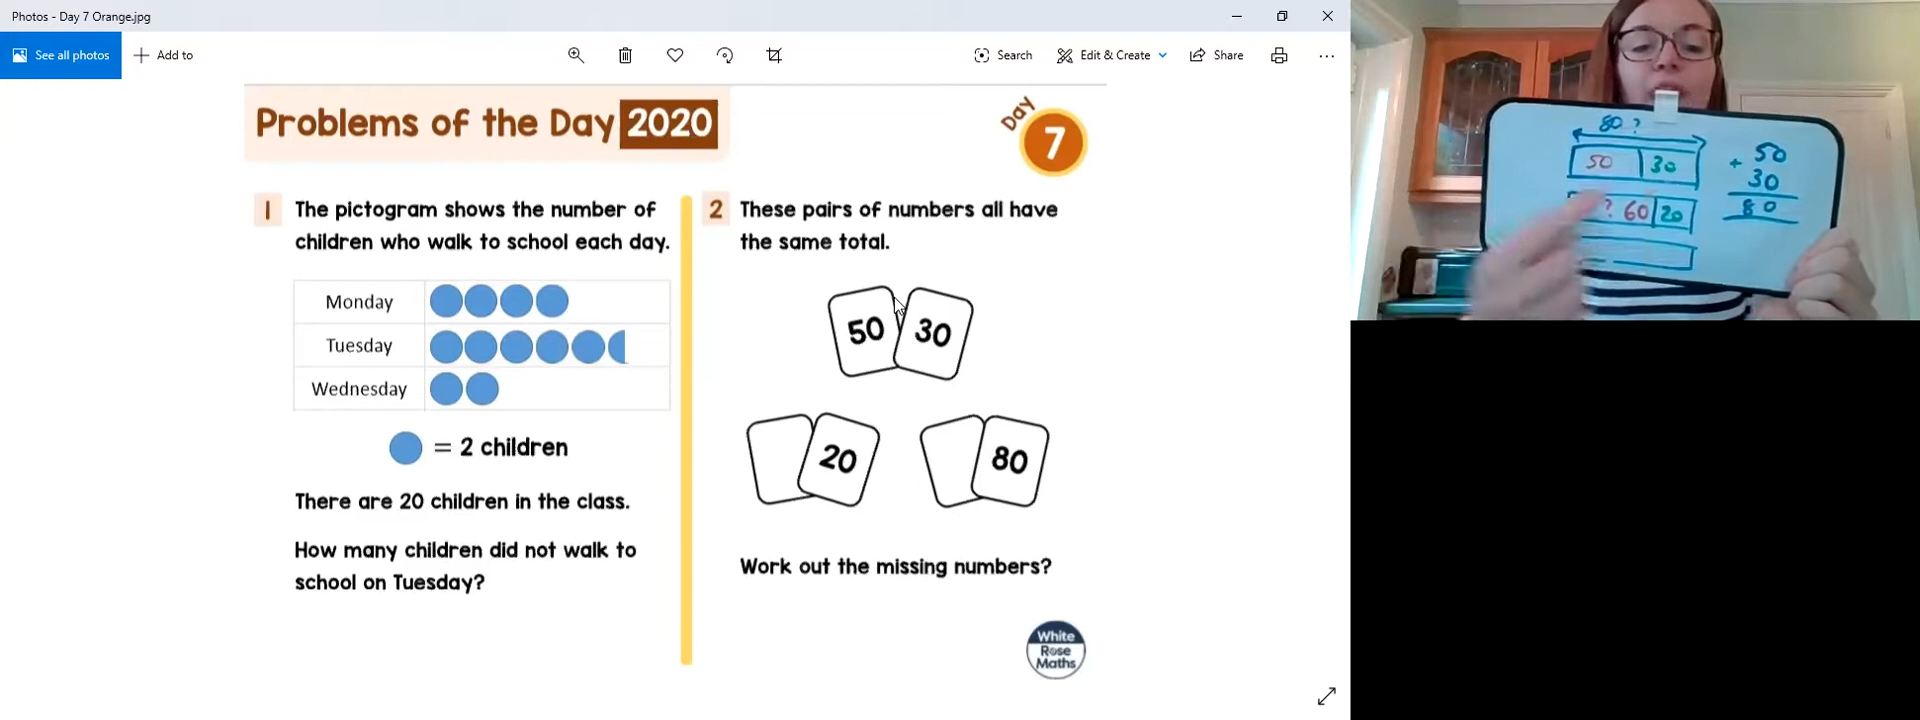 Photos - Day 7 Orange.jpg
See all photos
Add to
Search
Edit & Create
Share
Problems of the Day 2020
Day
7
1 The pictogram shows the number of
children who walk to school each day.
Monday
Tuesday
Wednesday
= 2 children
There are 20 children in the class.
How many children did not walk to
school on Tuesday?
2 These pairs of numbers all have
the same total.
50 30
20
80
Work out the missing numbers?
White
Rose
Maths
80 ?
50 30
? 60 20
50
+ 30
80